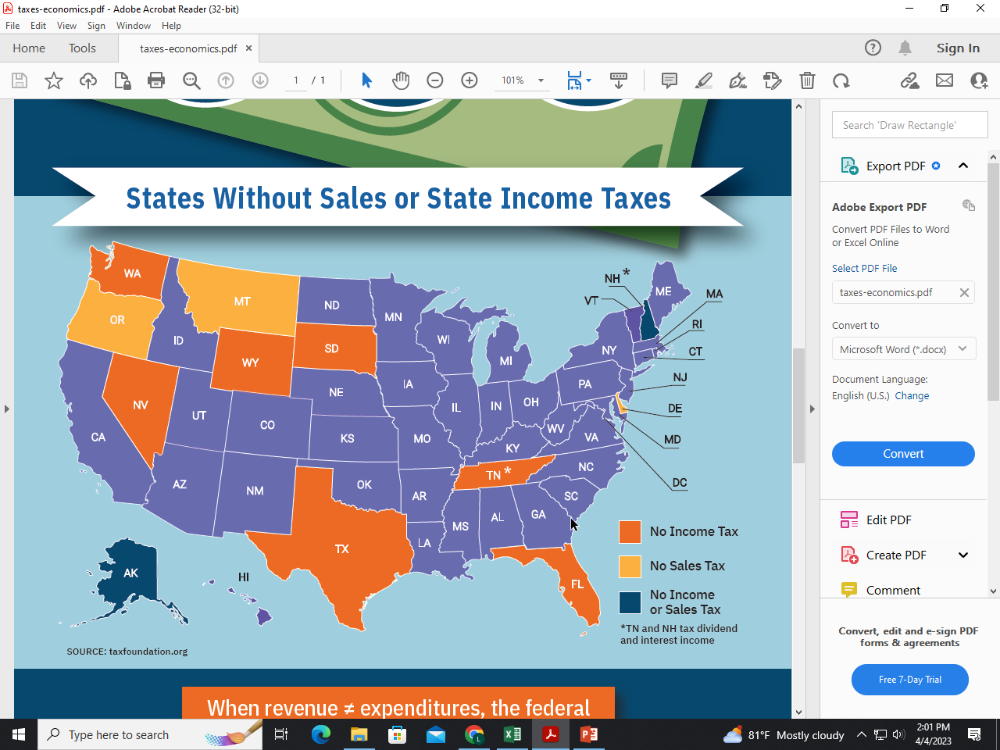 taxes-economics.pdf - Adobe Acrobat Reader (32-bit)
File Edit View Sign Window Help
Home Tools taxes-economics.pdf ×
Sign In
1 / 1
101%
Search 'Draw Rectangle'
Export PDF
Adobe Export PDF
Convert PDF Files to Word
or Excel Online
Select PDF File
taxes-economics.pdf
Convert to
Microsoft Word (*.docx)
Document Language:
English (U.S.) Change
Convert
Edit PDF
Create PDF
Comment
Convert, edit and e-sign PDF
forms & agreements
Free 7-Day Trial
States Without Sales or State Income Taxes
WA
MT
ND
MN
OR
ID
WY
SD
WI
MI
NY
NH*
VT
ME
MA
RI
CT
NJ
DE
MD
DC
NV
UT
CO
NE
IA
IL
IN
OH
PA
CA
KS
MO
KY
WV
VA
AZ
NM
OK
AR
TN *
NC
SC
TX
LA
MS
AL
GA
FL
AK
HI
No Income Tax
No Sales Tax
No Income
or Sales Tax
*TN and NH tax dividend
and interest income
SOURCE: taxfoundation.org
When revenue ≠ expenditures, the federal
Type here to search
81°F Mostly cloudy
2:01 PM
4/4/2023